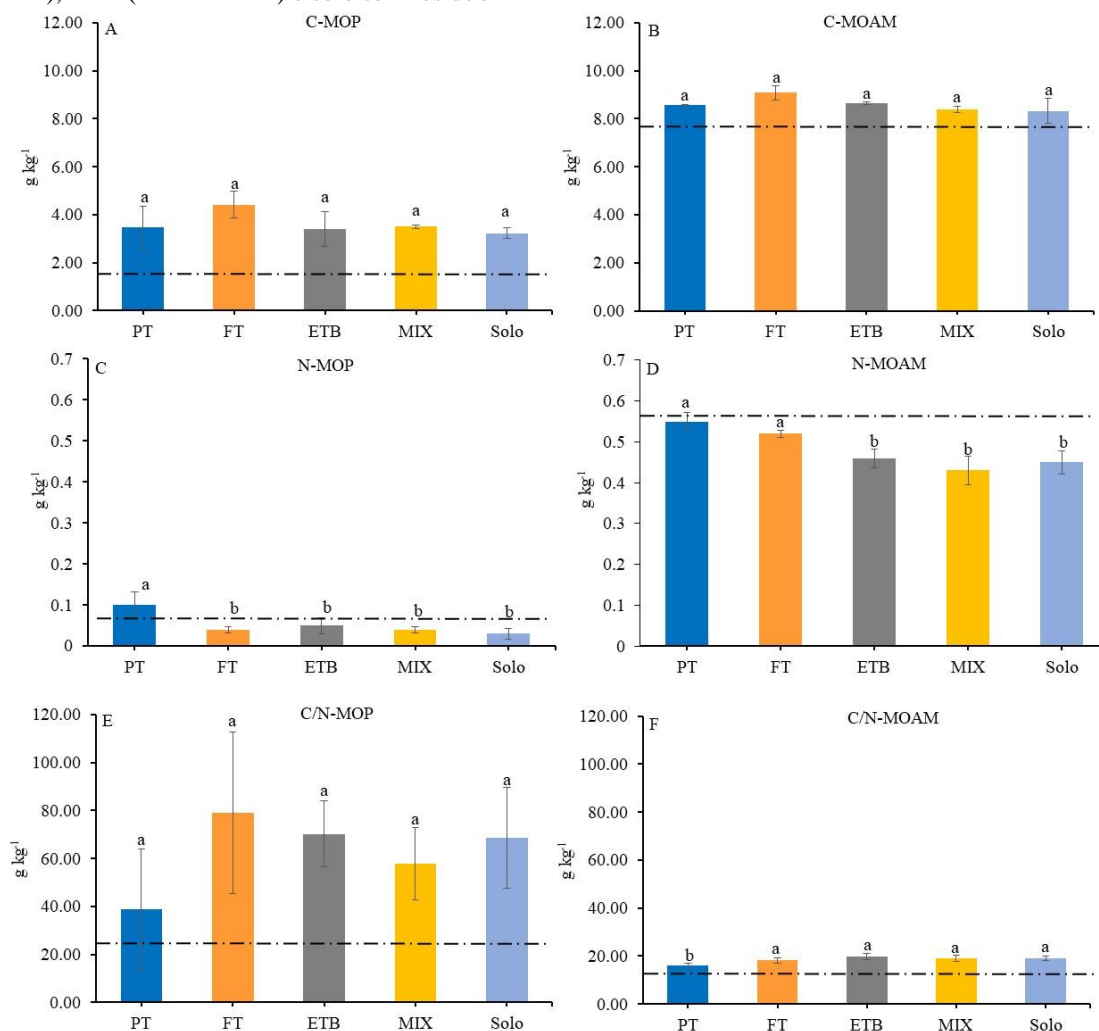 A C-MOP
12.00
10.00
8.00
6.00
4.00
2.00
0.00
g kg-1
a a a a a
PT FT ETB MIX Solo
B C-MOAM
12.00
10.00
8.00
6.00
4.00
2.00
0.00
g kg-1
a a a a a
PT FT ETB MIX Solo
C N-MOP
0.7
0.6
0.5
0.4
0.3
0.2
0.1
0
g kg-1
a b b b b
PT FT ETB MIX Solo
D N-MOAM
0.7
0.6
0.5
0.4
0.3
0.2
0.1
0
g kg-1
a a b b b
PT FT ETB MIX Solo
E C/N-MOP
120.00
100.00
80.00
60.00
40.00
20.00
0.00
g kg-1
a a a a a
PT FT ETB MIX Solo
F C/N-MOAM
120.00
100.00
80.00
60.00
40.00
20.00
0.00
g kg-1
b a a a a
PT FT ETB MIX Solo